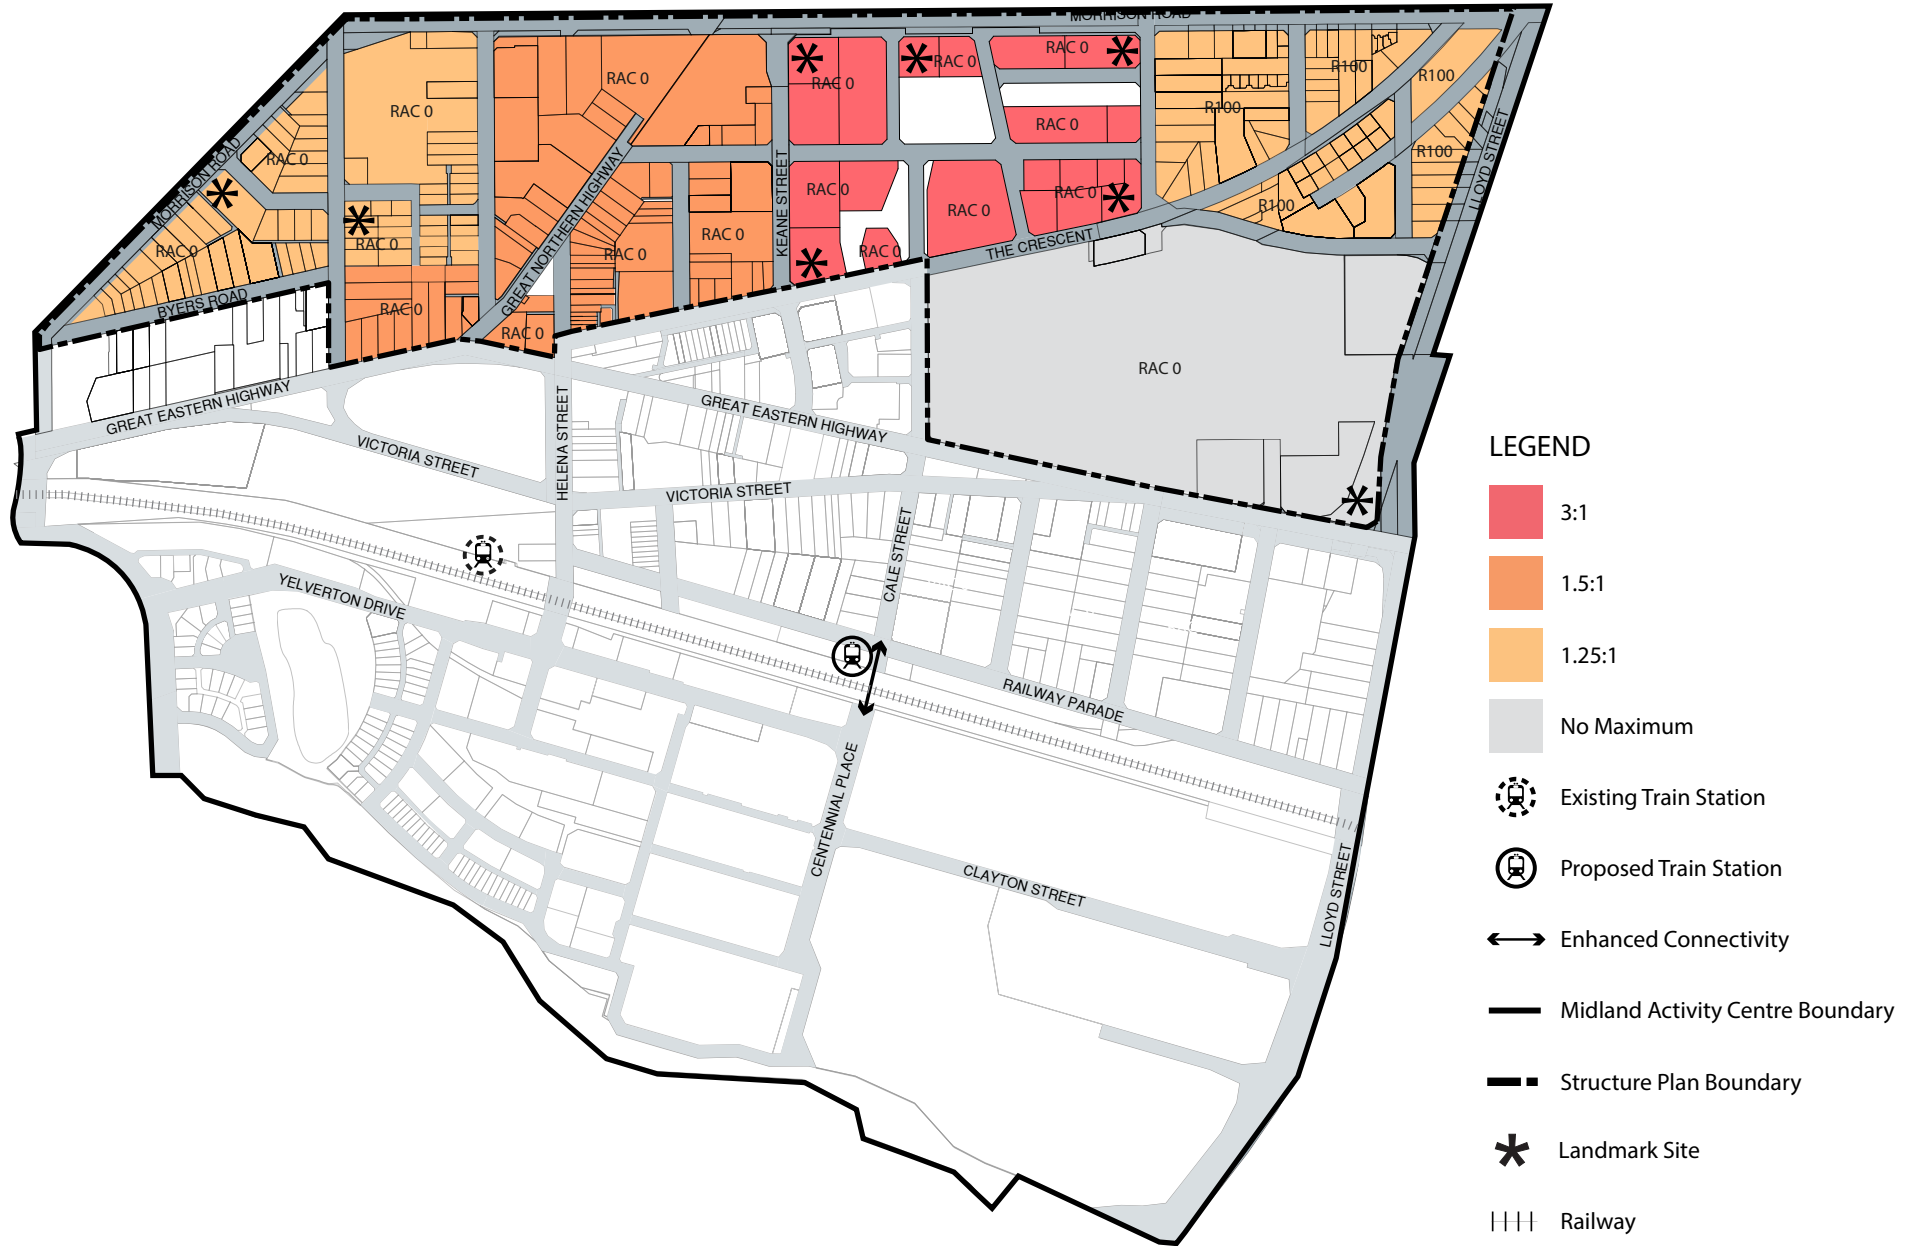 MORRISON ROAD
RAC 0
RAC 0
RAC 0
RAC 0
RAC 0
R100
R100
RAC 0
R100
RAC 0
R100
MORRISON ROAD
RAC 0
KEANE STREET
RAC 0
RAC 0
RAC 0
R100
LLOYD STREET
RAC 0
RAC 0
GREAT NORTHERN HIGHWAY
RAC 0
RAC 0
RAC 0
THE CRESCENT
BYERS ROAD
RAC 0
RAC 0
RAC 0
GREAT EASTERN HIGHWAY
HELENA STREET
GREAT EASTERN HIGHWAY
VICTORIA STREET
VICTORIA STREET
CALE STREET
YELVERTON DRIVE
RAILWAY PARADE
CENTENNIAL PLACE
CLAYTON STREET
LLOYD STREET
LEGEND
3:1
1.5:1
1.25:1
No Maximum
Existing Train Station
Proposed Train Station
Enhanced Connectivity
Midland Activity Centre Boundary
Structure Plan Boundary
Landmark Site
Railway